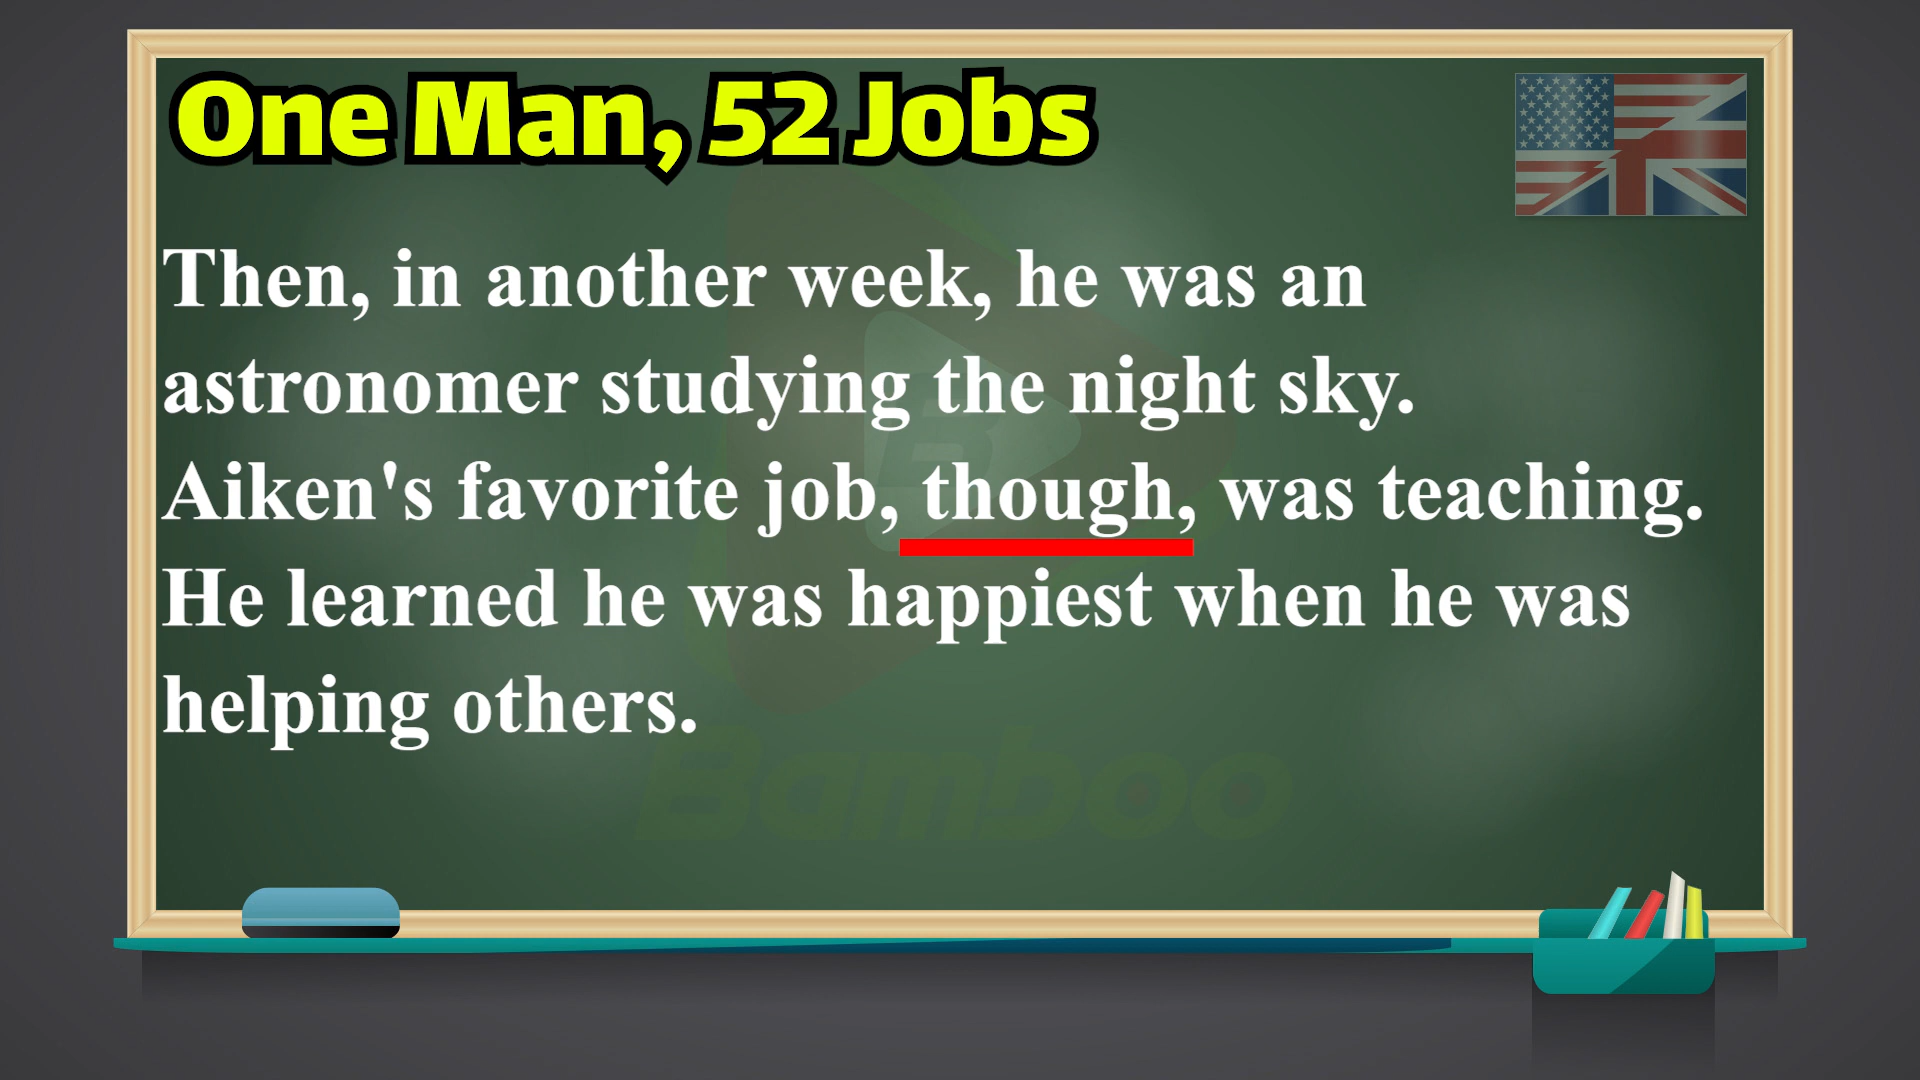 One Man, 52 Jobs
Then, in another week, he was an
astronomer studying the night sky.
Aiken's favorite job, though, was teaching.
He learned he was happiest when he was
helping others.
B
Bamboo